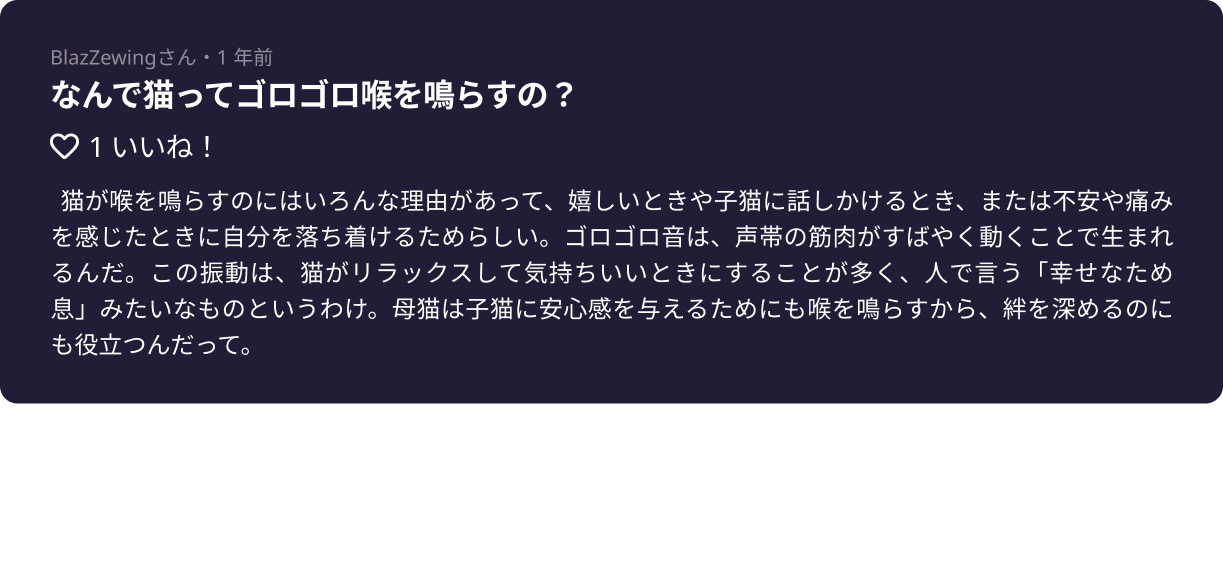 BlazZewingさん・1 年前
なんで猫ってゴロゴロ喉を鳴らすの？
1 いいね！
猫が喉を鳴らすのにはいろんな理由があって、嬉しいときや子猫に話しかけるとき、または不安や痛み
を感じたときに自分を落ち着けるためらしい。ゴロゴロ音は、声帯の筋肉がすばやく動くことで生まれ
るんだ。この振動は、猫がリラックスして気持ちいいときにすることが多く、人で言う「幸せなため
息」みたいなものというわけ。母猫は子猫に安心感を与えるためにも喉を鳴らすから、絆を深めるのに
も役立つんだって。